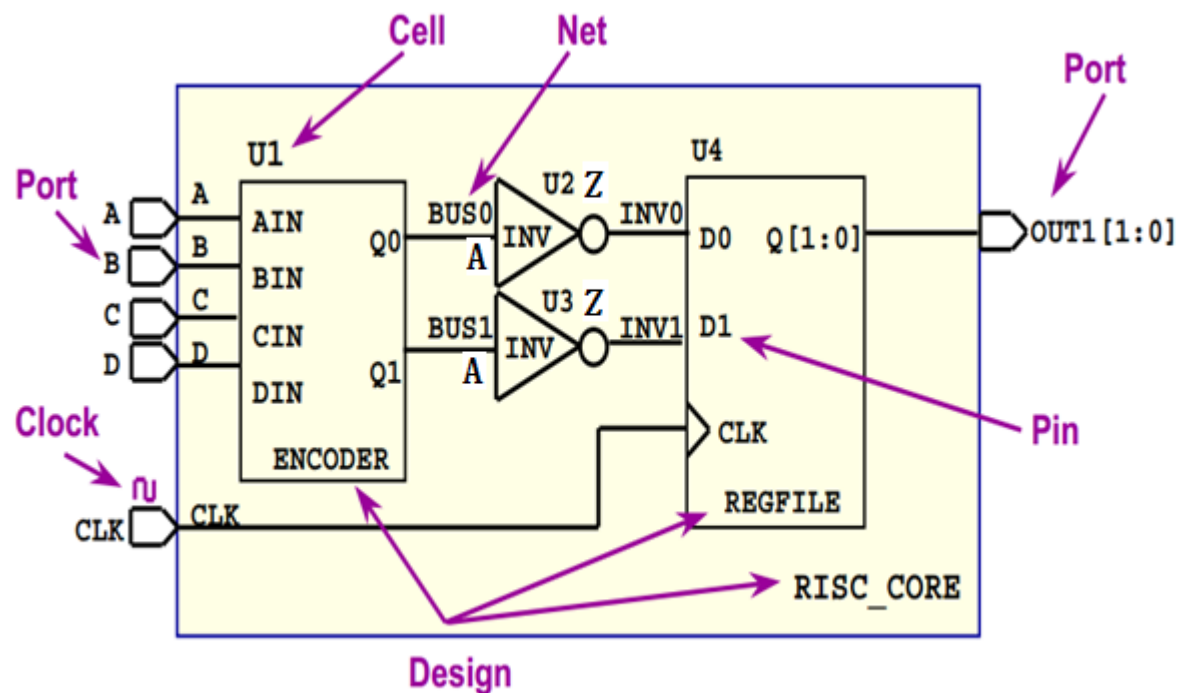 Cell
Net
Port
U1
U4
Port
A
A
AIN
B
B
BIN
C
C
CIN
D
D
DIN
Q0
Q1
ENCODER
BUS0
A
INV
U2 Z
INV0
BUS1
A
INV
U3 Z
INV1
D0
Q[1:0]
D1
CLK
REGFILE
OUT1[1:0]
Pin
Clock
CLK
CLK
RISC_CORE
Design